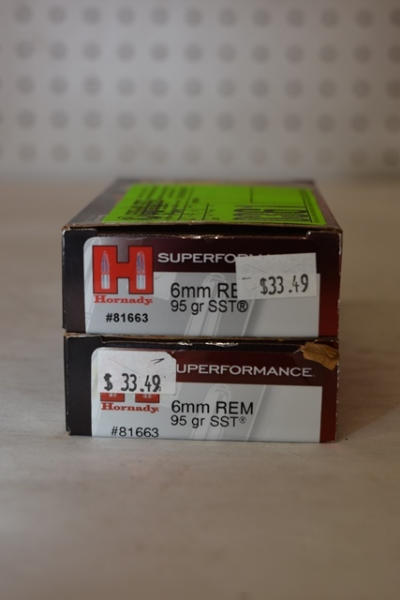 SUPERFORMA
$33.49
H
Hornady
6mm RE
95 gr SST®
#81663
$ 33.49
UPERFORMANCE
Hornady
6mm REM
95 gr SST®
#81663